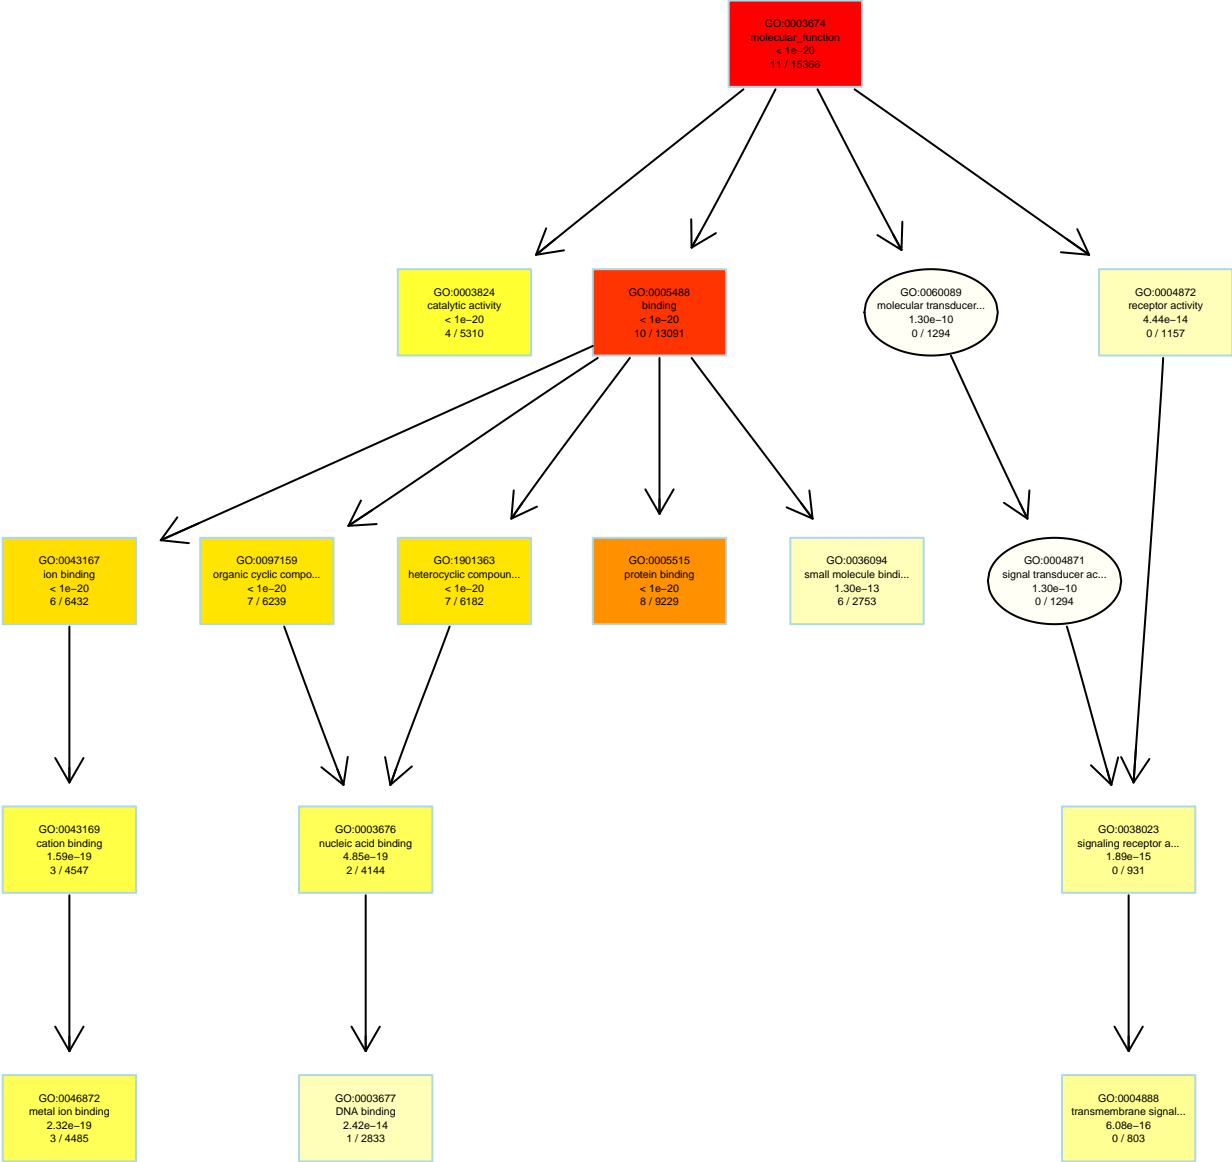 GO:0003674
molecular_function
< 1e−20
11 / 15366
GO:0003824
catalytic activity
< 1e−20
4 / 5310
GO:0005488
binding
< 1e−20
10 / 13091
GO:0060089
molecular transducer...
1.30e−10
0 / 1294
GO:0004872
receptor activity
4.44e−14
0 / 1157
GO:0043167
ion binding
< 1e−20
6 / 6432
GO:0097159
organic cyclic compo...
< 1e−20
7 / 6239
GO:1901363
heterocyclic compoun...
< 1e−20
7 / 6182
GO:0005515
protein binding
< 1e−20
8 / 9229
GO:0036094
small molecule bindi...
1.30e−13
6 / 2753
GO:0004871
signal transducer ac...
1.30e−10
0 / 1294
GO:0043169
cation binding
1.59e−19
3 / 4547
GO:0003676
nucleic acid binding
4.85e−19
2 / 4144
GO:0038023
signaling receptor a...
1.89e−15
0 / 931
GO:0046872
metal ion binding
2.32e−19
3 / 4485
GO:0003677
DNA binding
2.42e−14
1 / 2833
GO:0004888
transmembrane signal...
6.08e−16
0 / 803